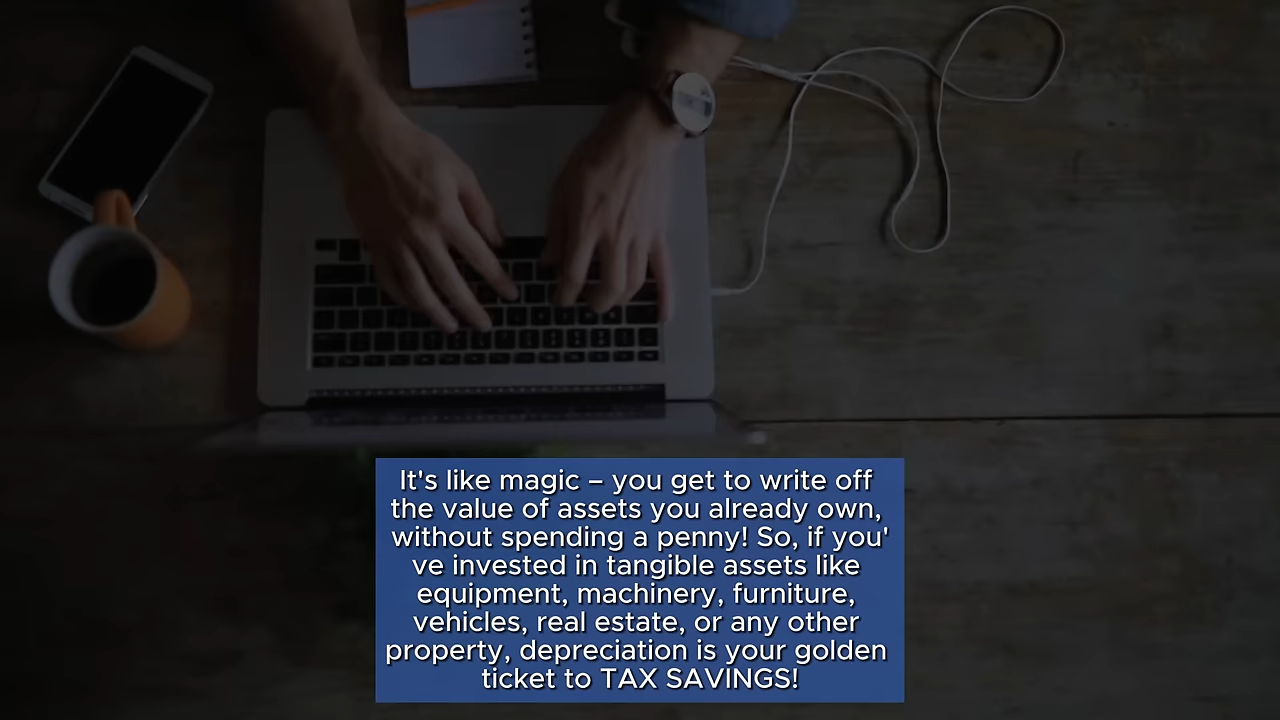 It's like magic – you get to write off
the value of assets you already own,
without spending a penny! So, if you'
ve invested in tangible assets like
equipment, machinery, furniture,
vehicles, real estate, or any other
property, depreciation is your golden
ticket to TAX SAVINGS!